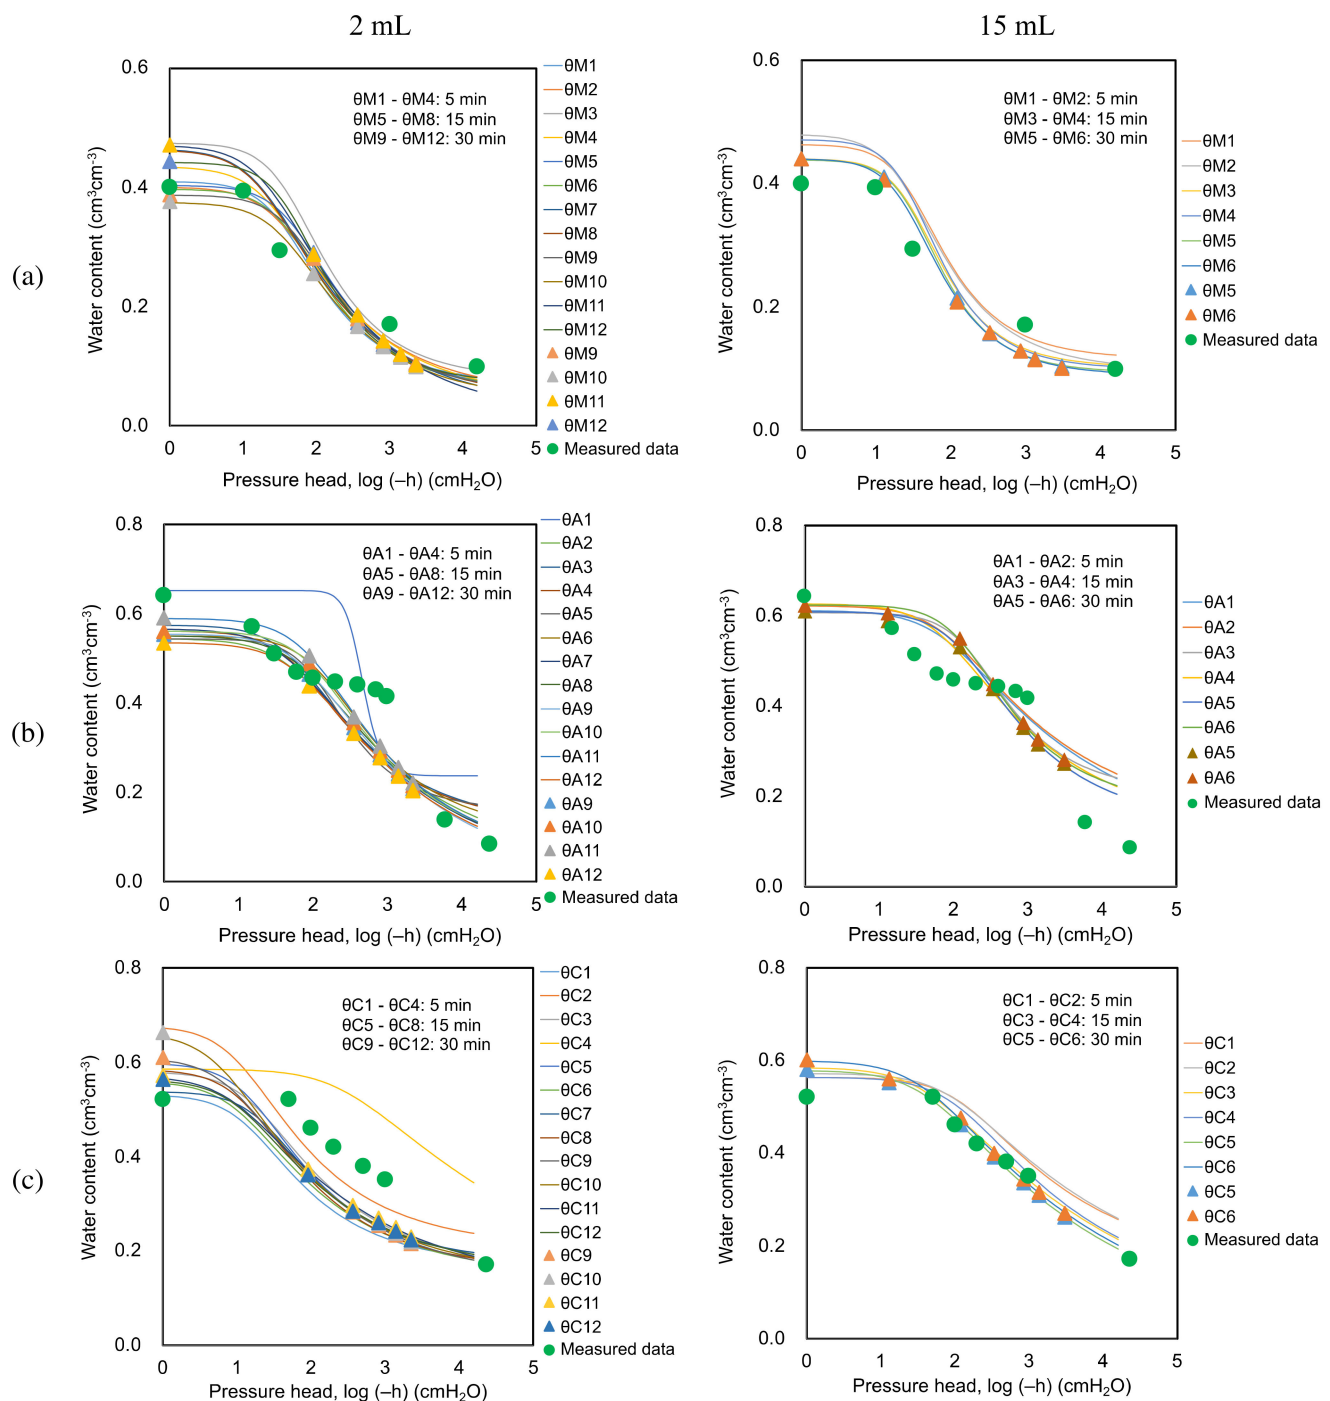 2 mL
15 mL
(a)
0.6
0.4
0.2
0.0
0
1
2
3
4
5
Water content (cm³cm⁻³)
Pressure head, log (–h) (cmH₂O)
θM1 - θM4: 5 min
θM5 - θM8: 15 min
θM9 - θM12: 30 min
θM1
θM2
θM3
θM4
θM5
θM6
θM7
θM8
θM9
θM10
θM11
θM12
θM9
θM10
θM11
θM12
Measured data
0.6
0.4
0.2
0.0
0
1
2
3
4
5
Water content (cm³cm⁻³)
Pressure head, log (–h) (cmH₂O)
θM1 - θM2: 5 min
θM3 - θM4: 15 min
θM5 - θM6: 30 min
θM1
θM2
θM3
θM4
θM5
θM6
θM5
θM6
Measured data
(b)
0.8
0.6
0.4
0.2
0.0
0
1
2
3
4
5
Water content (cm³cm⁻³)
Pressure head, log (–h) (cmH₂O)
θA1 - θA4: 5 min
θA5 - θA8: 15 min
θA9 - θA12: 30 min
θA1
θA2
θA3
θA4
θA5
θA6
θA7
θA8
θA9
θA10
θA11
θA12
θA9
θA10
θA11
θA12
Measured data
0.8
0.6
0.4
0.2
0.0
0
1
2
3
4
5
Water content (cm³cm⁻³)
Pressure head, log (–h) (cmH₂O)
θA1 - θA2: 5 min
θA3 - θA4: 15 min
θA5 - θA6: 30 min
θA1
θA2
θA3
θA4
θA5
θA6
θA5
θA6
Measured data
(c)
0.8
0.6
0.4
0.2
0.0
0
1
2
3
4
5
Water content (cm³cm⁻³)
Pressure head, log (–h) (cmH₂O)
θC1 - θC4: 5 min
θC5 - θC8: 15 min
θC9 - θC12: 30 min
θC1
θC2
θC3
θC4
θC5
θC6
θC7
θC8
θC9
θC10
θC11
θC12
θC9
θC10
θC11
θC12
Measured data
0.8
0.6
0.4
0.2
0.0
0
1
2
3
4
5
Water content (cm³cm⁻³)
Pressure head, log (–h) (cmH₂O)
θC1 - θC2: 5 min
θC3 - θC4: 15 min
θC5 - θC6: 30 min
θC1
θC2
θC3
θC4
θC5
θC6
θC5
θC6
Measured data